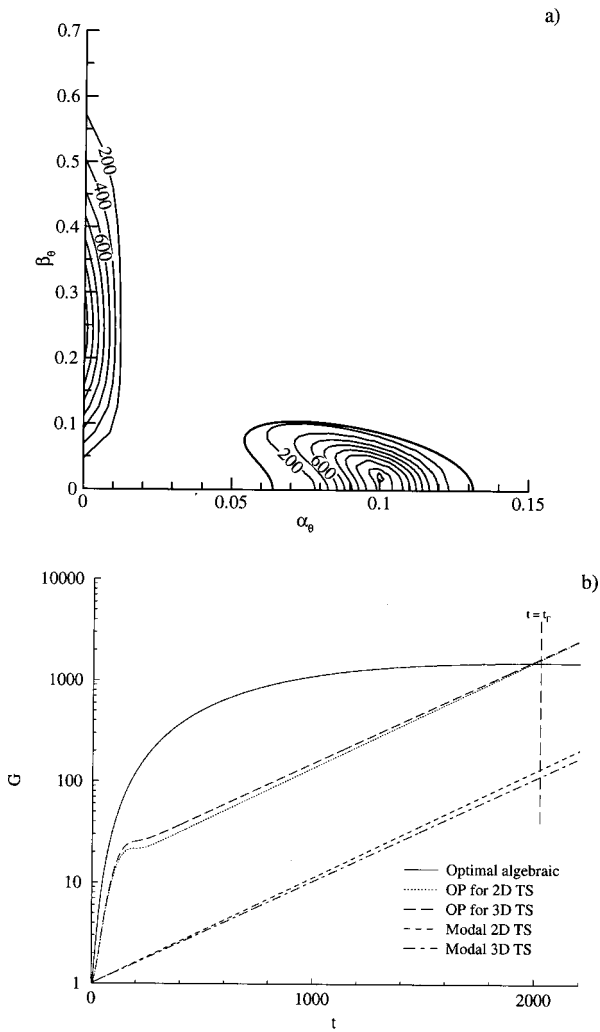 a)
0.7
0.6
0.5
0.4
0.3
0.2
0.1
0
β_θ
200
400
600
200
600
0
0.05
0.1
0.15
α_θ
b)
10000
1000
100
10
1
G
t = t_Γ
Optimal algebraic
OP for 2D TS
OP for 3D TS
Modal 2D TS
Modal 3D TS
0
1000
2000
t